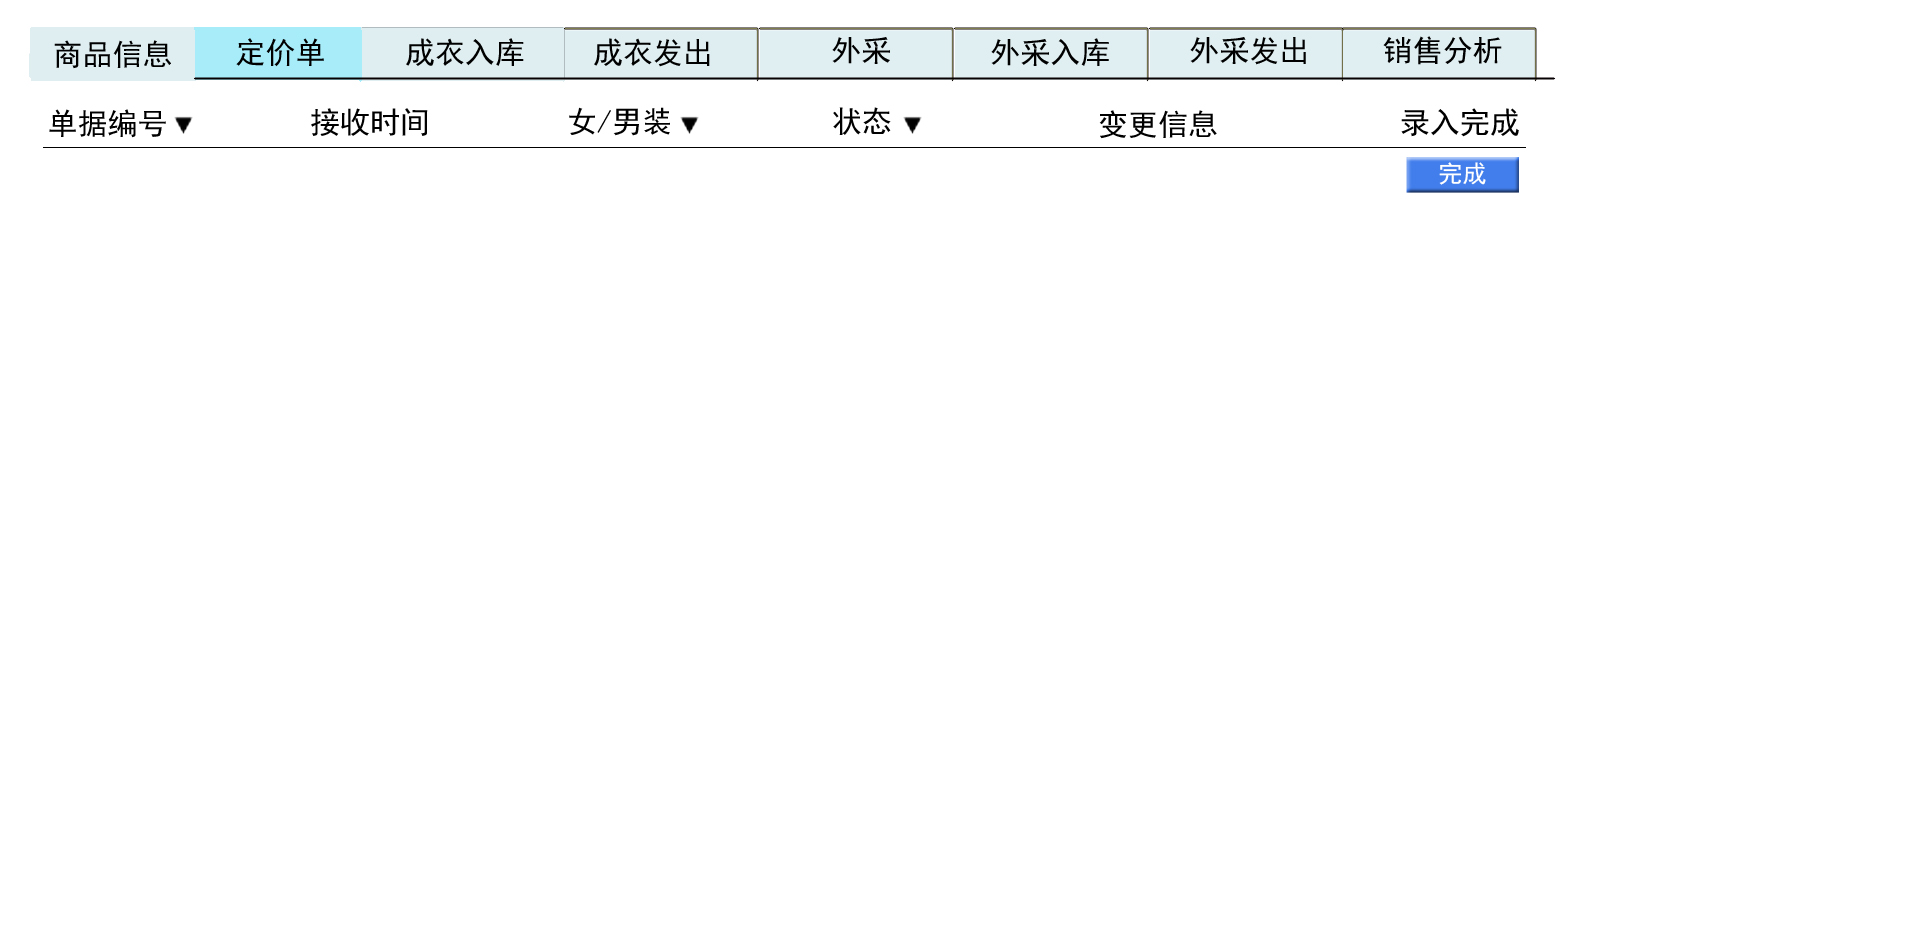 商品信息 定价单 成衣入库 成衣发出 外采 外采入库 外采发出 销售分析
单据编号▼ 接收时间 女/男装▼ 状态▼ 变更信息 录入完成
完成